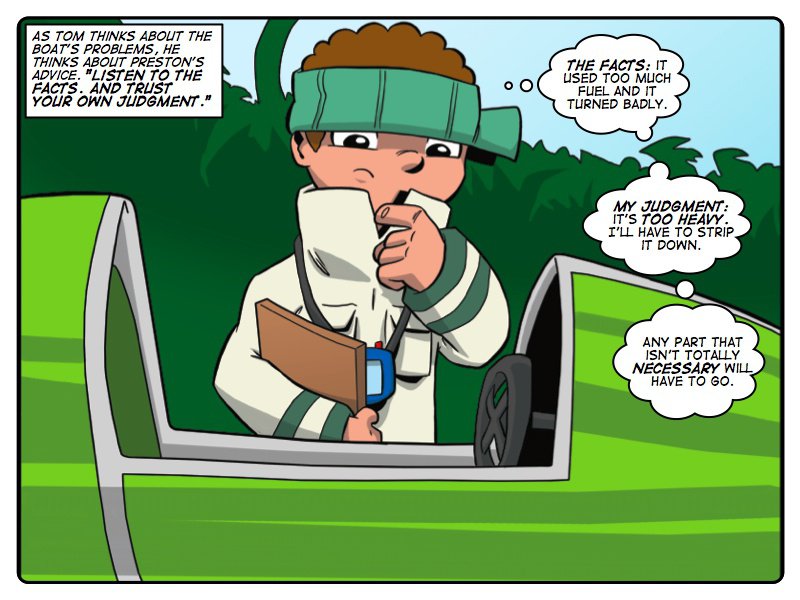 AS TOM THINKS ABOUT THE
BOAT'S PROBLEMS, HE
THINKS ABOUT PRESTON'S
ADVICE. "LISTEN TO THE
FACTS. AND TRUST
YOUR OWN JUDGMENT."
THE FACTS: IT
USED TOO MUCH
FUEL AND IT
TURNED BADLY.
MY JUDGMENT:
IT'S TOO HEAVY.
I'LL HAVE TO STRIP
IT DOWN.
ANY PART THAT
ISN'T TOTALLY
NECESSARY WILL
HAVE TO GO.